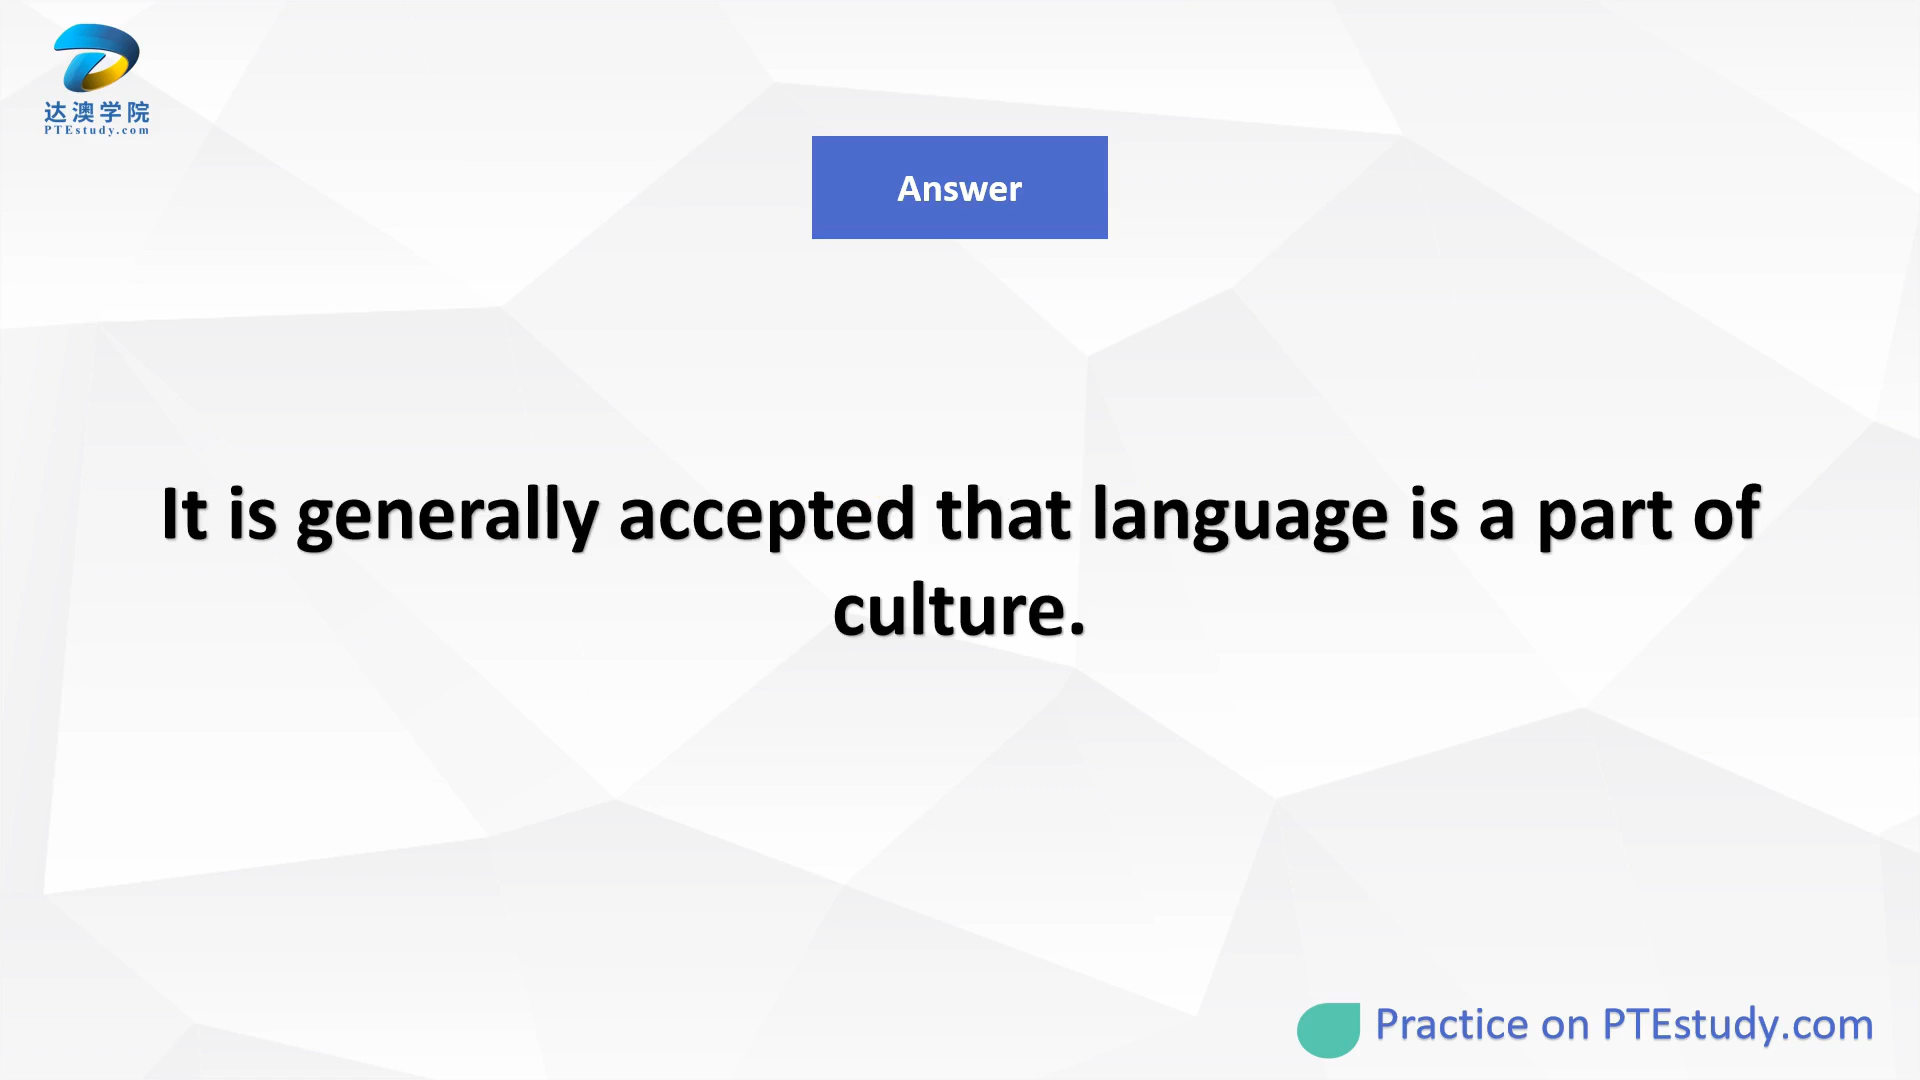 达澳学院
PTEstudy.com
Answer
It is generally accepted that language is a part of
culture.
Practice on PTEstudy.com